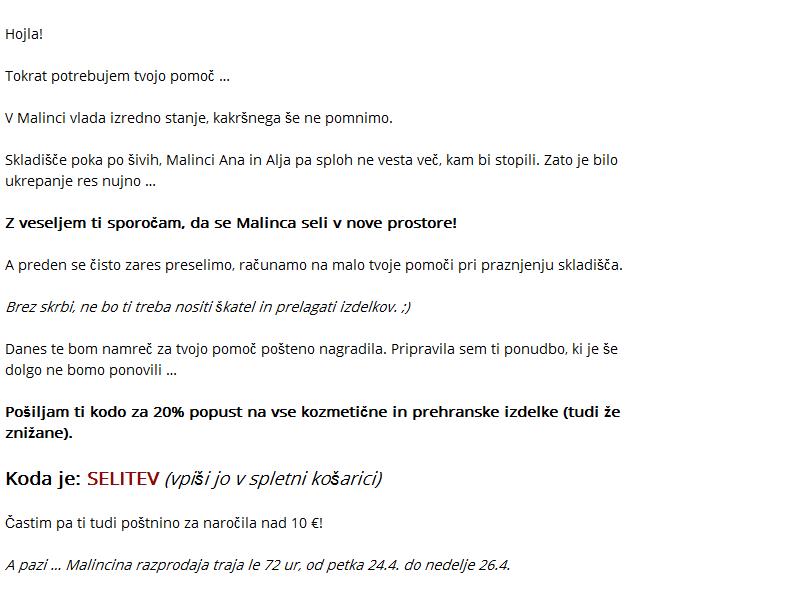 Hojla!
Tokrat potrebujem tvojo pomoč ...
V Malinci vlada izredno stanje, kakršnega še ne pomnimo.
Skladišče poka po šivih, Malinci Ana in Alja pa sploh ne vesta več, kam bi stopili. Zato je bilo
ukrepanje res nujno ...
Z veseljem ti sporočam, da se Malinca seli v nove prostore!
A preden se čisto zares preselimo, računamo na malo tvoje pomoči pri praznjenju skladišča.
Brez skrbi, ne bo ti treba nositi škatel in prelagati izdelkov. ;)
Danes te bom namreč za tvojo pomoč pošteno nagradila. Pripravila sem ti ponudbo, ki je še
dolgo ne bomo ponovili ...
Pošiljam ti kodo za 20% popust na vse kozmetične in prehranske izdelke (tudi že
znižane).
Koda je: SELITEV (vpiši jo v spletni košarici)
Častim pa ti tudi poštnino za naročila nad 10 €!
A pazi ... Malincina razprodaja traja le 72 ur, od petka 24.4. do nedelje 26.4.